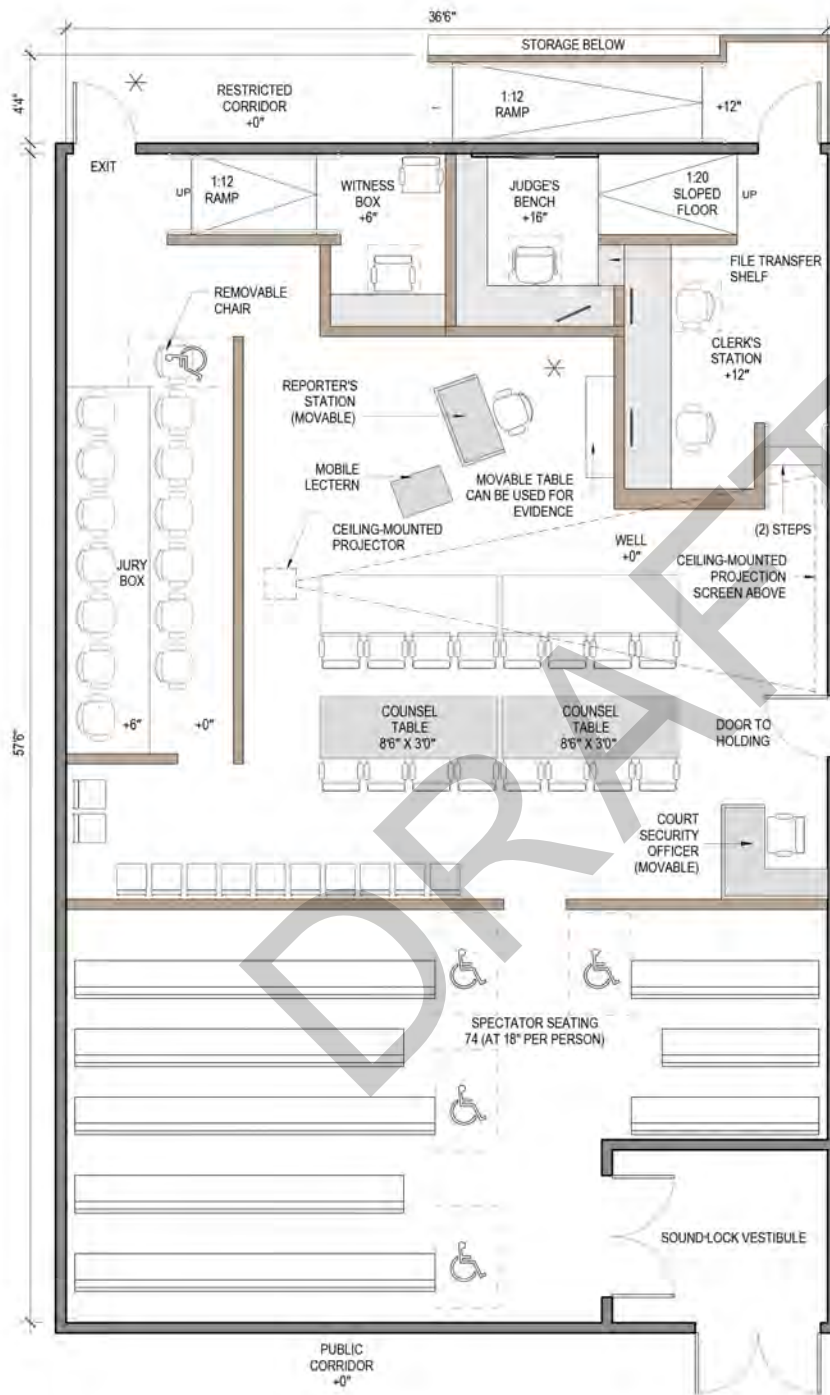 36'6"
STORAGE BELOW
4'4"
RESTRICTED
CORRIDOR
+0"
1:12
RAMP
+12"
EXIT
UP
1:12
RAMP
WITNESS
BOX
+6"
JUDGE'S
BENCH
+16"
1:20
SLOPED
FLOOR
UP
FILE TRANSFER
SHELF
REMOVABLE
CHAIR
CLERK'S
STATION
+12"
REPORTER'S
STATION
(MOVABLE)
MOBILE
LECTERN
MOVABLE TABLE
CAN BE USED FOR
EVIDENCE
CEILING-MOUNTED
PROJECTOR
WELL
+0"
(2) STEPS
CEILING-MOUNTED
PROJECTION
SCREEN ABOVE
JURY
BOX
+6"
+0"
57'6"
COUNSEL
TABLE
8'6" X 3'0"
COUNSEL
TABLE
8'6" X 3'0"
DOOR TO
HOLDING
COURT
SECURITY
OFFICER
(MOVABLE)
SPECTATOR SEATING
74 (AT 18" PER PERSON)
SOUND-LOCK VESTIBULE
PUBLIC
CORRIDOR
+0"
DRAFT